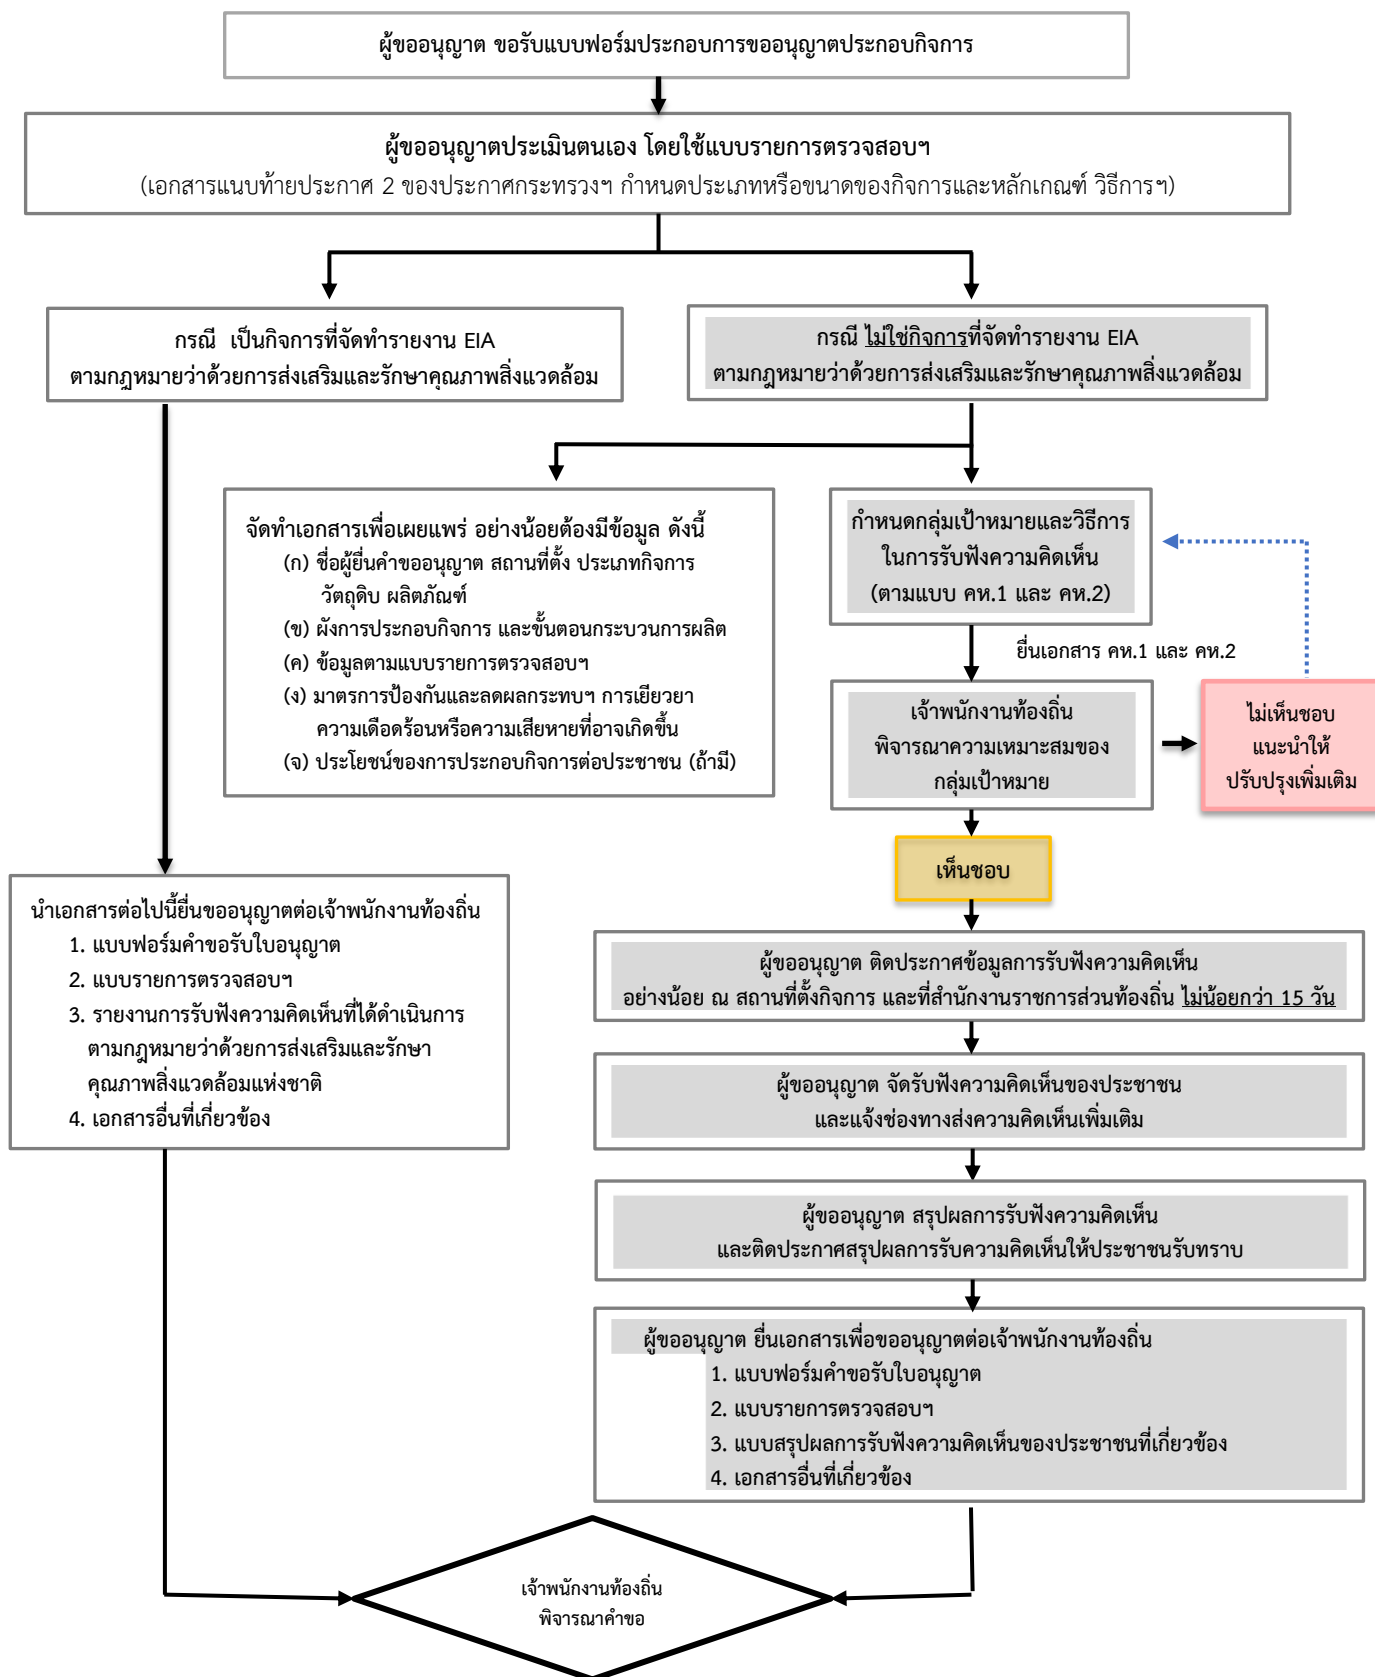 ผู้ขออนุญาต ขอรับแบบฟอร์มประกอบการขออนุญาตประกอบกิจการ
ผู้ขออนุญาตประเมินตนเอง โดยใช้แบบรายการตรวจสอบฯ
(เอกสารแนบท้ายประกาศ 2 ของประกาศกระทรวงฯ กำหนดประเภทหรือขนาดของกิจการและหลักเกณฑ์ วิธีการฯ)
กรณี เป็นกิจการที่จัดทำรายงาน EIA
ตามกฎหมายว่าด้วยการส่งเสริมและรักษาคุณภาพสิ่งแวดล้อม
กรณี ไม่ใช่กิจการที่จัดทำรายงาน EIA
ตามกฎหมายว่าด้วยการส่งเสริมและรักษาคุณภาพสิ่งแวดล้อม
จัดทำเอกสารเพื่อเผยแพร่ อย่างน้อยต้องมีข้อมูล ดังนี้
(ก) ชื่อผู้ยื่นคำขออนุญาต สถานที่ตั้ง ประเภทกิจการ
วัตถุดิบ ผลิตภัณฑ์
(ข) ผังการประกอบกิจการ และขั้นตอนกระบวนการผลิต
(ค) ข้อมูลตามแบบรายการตรวจสอบฯ
(ง) มาตรการป้องกันและลดผลกระทบฯ การเยียวยา
ความเดือดร้อนหรือความเสียหายที่อาจเกิดขึ้น
(จ) ประโยชน์ของการประกอบกิจการต่อประชาชน (ถ้ามี)
กำหนดกลุ่มเป้าหมายและวิธีการ
ในการรับฟังความคิดเห็น
(ตามแบบ คห.1 และ คห.2)
ยื่นเอกสาร คห.1 และ คห.2
เจ้าพนักงานท้องถิ่น
พิจารณาความเหมาะสมของ
กลุ่มเป้าหมาย
ไม่เห็นชอบ
แนะนำให้
ปรับปรุงเพิ่มเติม
เห็นชอบ
นำเอกสารต่อไปนี้ยื่นขออนุญาตต่อเจ้าพนักงานท้องถิ่น
1. แบบฟอร์มคำขอรับใบอนุญาต
2. แบบรายการตรวจสอบฯ
3. รายงานการรับฟังความคิดเห็นที่ได้ดำเนินการ
ตามกฎหมายว่าด้วยการส่งเสริมและรักษา
คุณภาพสิ่งแวดล้อมแห่งชาติ
4. เอกสารอื่นที่เกี่ยวข้อง
ผู้ขออนุญาต ติดประกาศข้อมูลการรับฟังความคิดเห็น
อย่างน้อย ณ สถานที่ตั้งกิจการ และที่สำนักงานราชการส่วนท้องถิ่น ไม่น้อยกว่า 15 วัน
ผู้ขออนุญาต จัดรับฟังความคิดเห็นของประชาชน
และแจ้งช่องทางส่งความคิดเห็นเพิ่มเติม
ผู้ขออนุญาต สรุปผลการรับฟังความคิดเห็น
และติดประกาศสรุปผลการรับความคิดเห็นให้ประชาชนรับทราบ
ผู้ขออนุญาต ยื่นเอกสารเพื่อขออนุญาตต่อเจ้าพนักงานท้องถิ่น
1. แบบฟอร์มคำขอรับใบอนุญาต
2. แบบรายการตรวจสอบฯ
3. แบบสรุปผลการรับฟังความคิดเห็นของประชาชนที่เกี่ยวข้อง
4. เอกสารอื่นที่เกี่ยวข้อง
เจ้าพนักงานท้องถิ่น
พิจารณาคำขอ